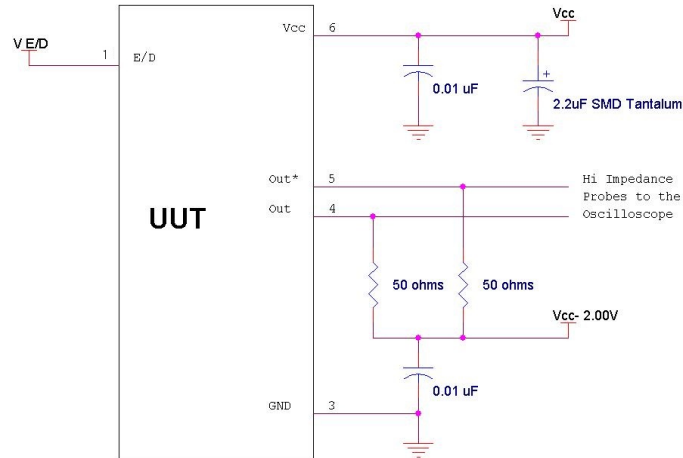 Vcc
Vcc
6
V E/D
1
E/D
0.01 uF
+
2.2uF SMD Tantalum
Out*
5
Hi Impedance
Probes to the
Oscilloscope
Out
4
UUT
50 ohms
50 ohms
Vcc- 2.00V
0.01 uF
GND
3